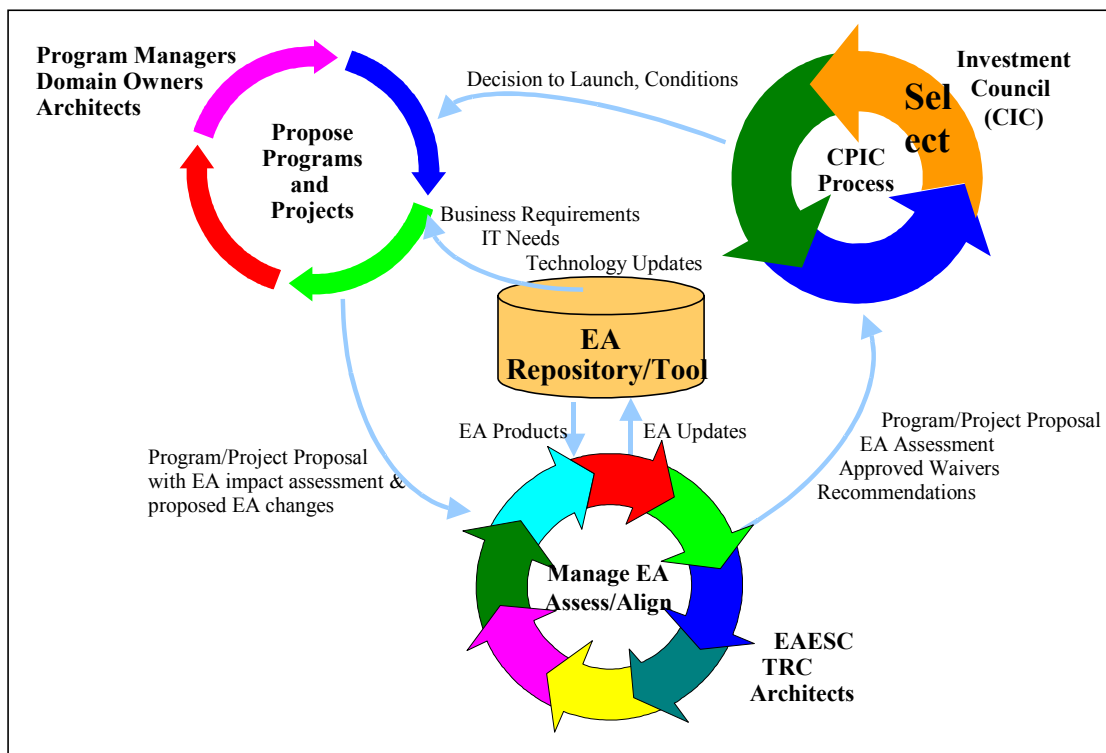 Program Managers
Domain Owners
Architects
Propose
Programs
and
Projects
Decision to Launch, Conditions
Sel
ect
CPIC
Process
Investment
Council
(CIC)
Business Requirements
IT Needs
Technology Updates
EA
Repository/Tool
EA Products
EA Updates
Program/Project Proposal
with EA impact assessment &
proposed EA changes
Program/Project Proposal
EA Assessment
Approved Waivers
Recommendations
Manage EA
Assess/Align
EAESC
TRC
Architects